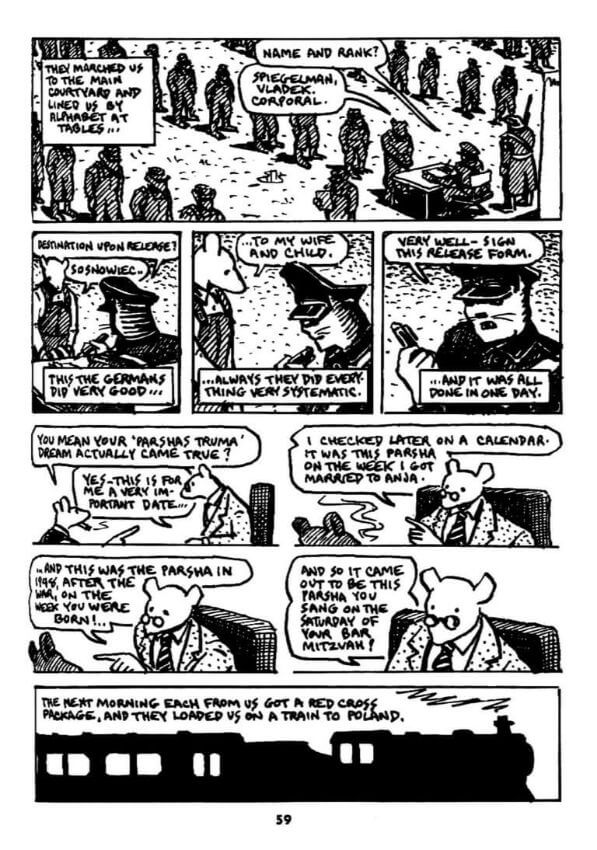 THEY MARCHED US
TO THE MAIN
COURTYARD AND
LINED US BY
ALPHABET AT
TABLES...
NAME AND RANK?
SPIEGELMAN,
VLADEK.
CORPORAL.
DESTINATION UPON RELEASE?
SOSNOWIEC..
THIS THE GERMANS
DID VERY GOOD...
...TO MY WIFE
AND CHILD.
...ALWAYS THEY DID EVERY-
THING VERY SYSTEMATIC.
VERY WELL- SIGN
THIS RELEASE FORM.
...AND IT WAS ALL
DONE IN ONE DAY.
YOU MEAN YOUR 'PARSHAS TRUMA'
DREAM ACTUALLY CAME TRUE?
YES-THIS IS FOR
ME A VERY IM-
PORTANT DATE...
I CHECKED LATER ON A CALENDAR.
IT WAS THIS PARSHA
ON THE WEEK I GOT
MARRIED TO ANJA.
..AND THIS WAS THE PARSHA IN
1948, AFTER THE
WAR, ON THE
WEEK YOU WERE
BORN!..
AND SO IT CAME
OUT TO BE THIS
PARSHA YOU
SANG ON THE
SATURDAY OF
YOUR BAR
MITZVAH!
THE NEXT MORNING EACH FROM US GOT A RED CROSS
PACKAGE, AND THEY LOADED US ON A TRAIN TO POLAND.
59